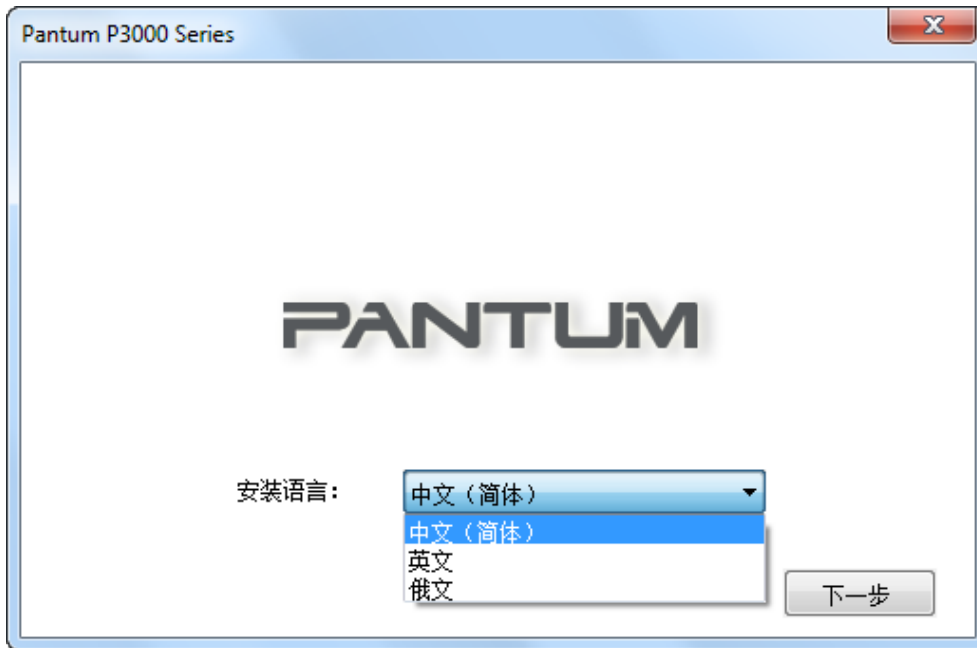 Pantum P3000 Series
PANTUM
安装语言：
中文（简体）
中文（简体）
英文
俄文
下一步